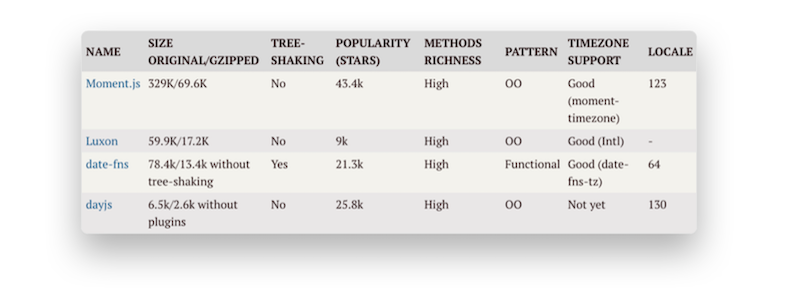 NAME SIZE ORIGINAL/GZIPPED TREE-SHAKING POPULARITY (STARS) METHODS RICHNESS PATTERN TIMEZONE SUPPORT LOCALE
Moment.js 329K/69.6K No 43.4k High OO Good (moment-timezone) 123
Luxon 59.9K/17.2K No 9k High OO Good (Intl) -
date-fns 78.4k/13.4k without tree-shaking Yes 21.3k High Functional Good (date-fns-tz) 64
dayjs 6.5k/2.6k without plugins No 25.8k High OO Not yet 130